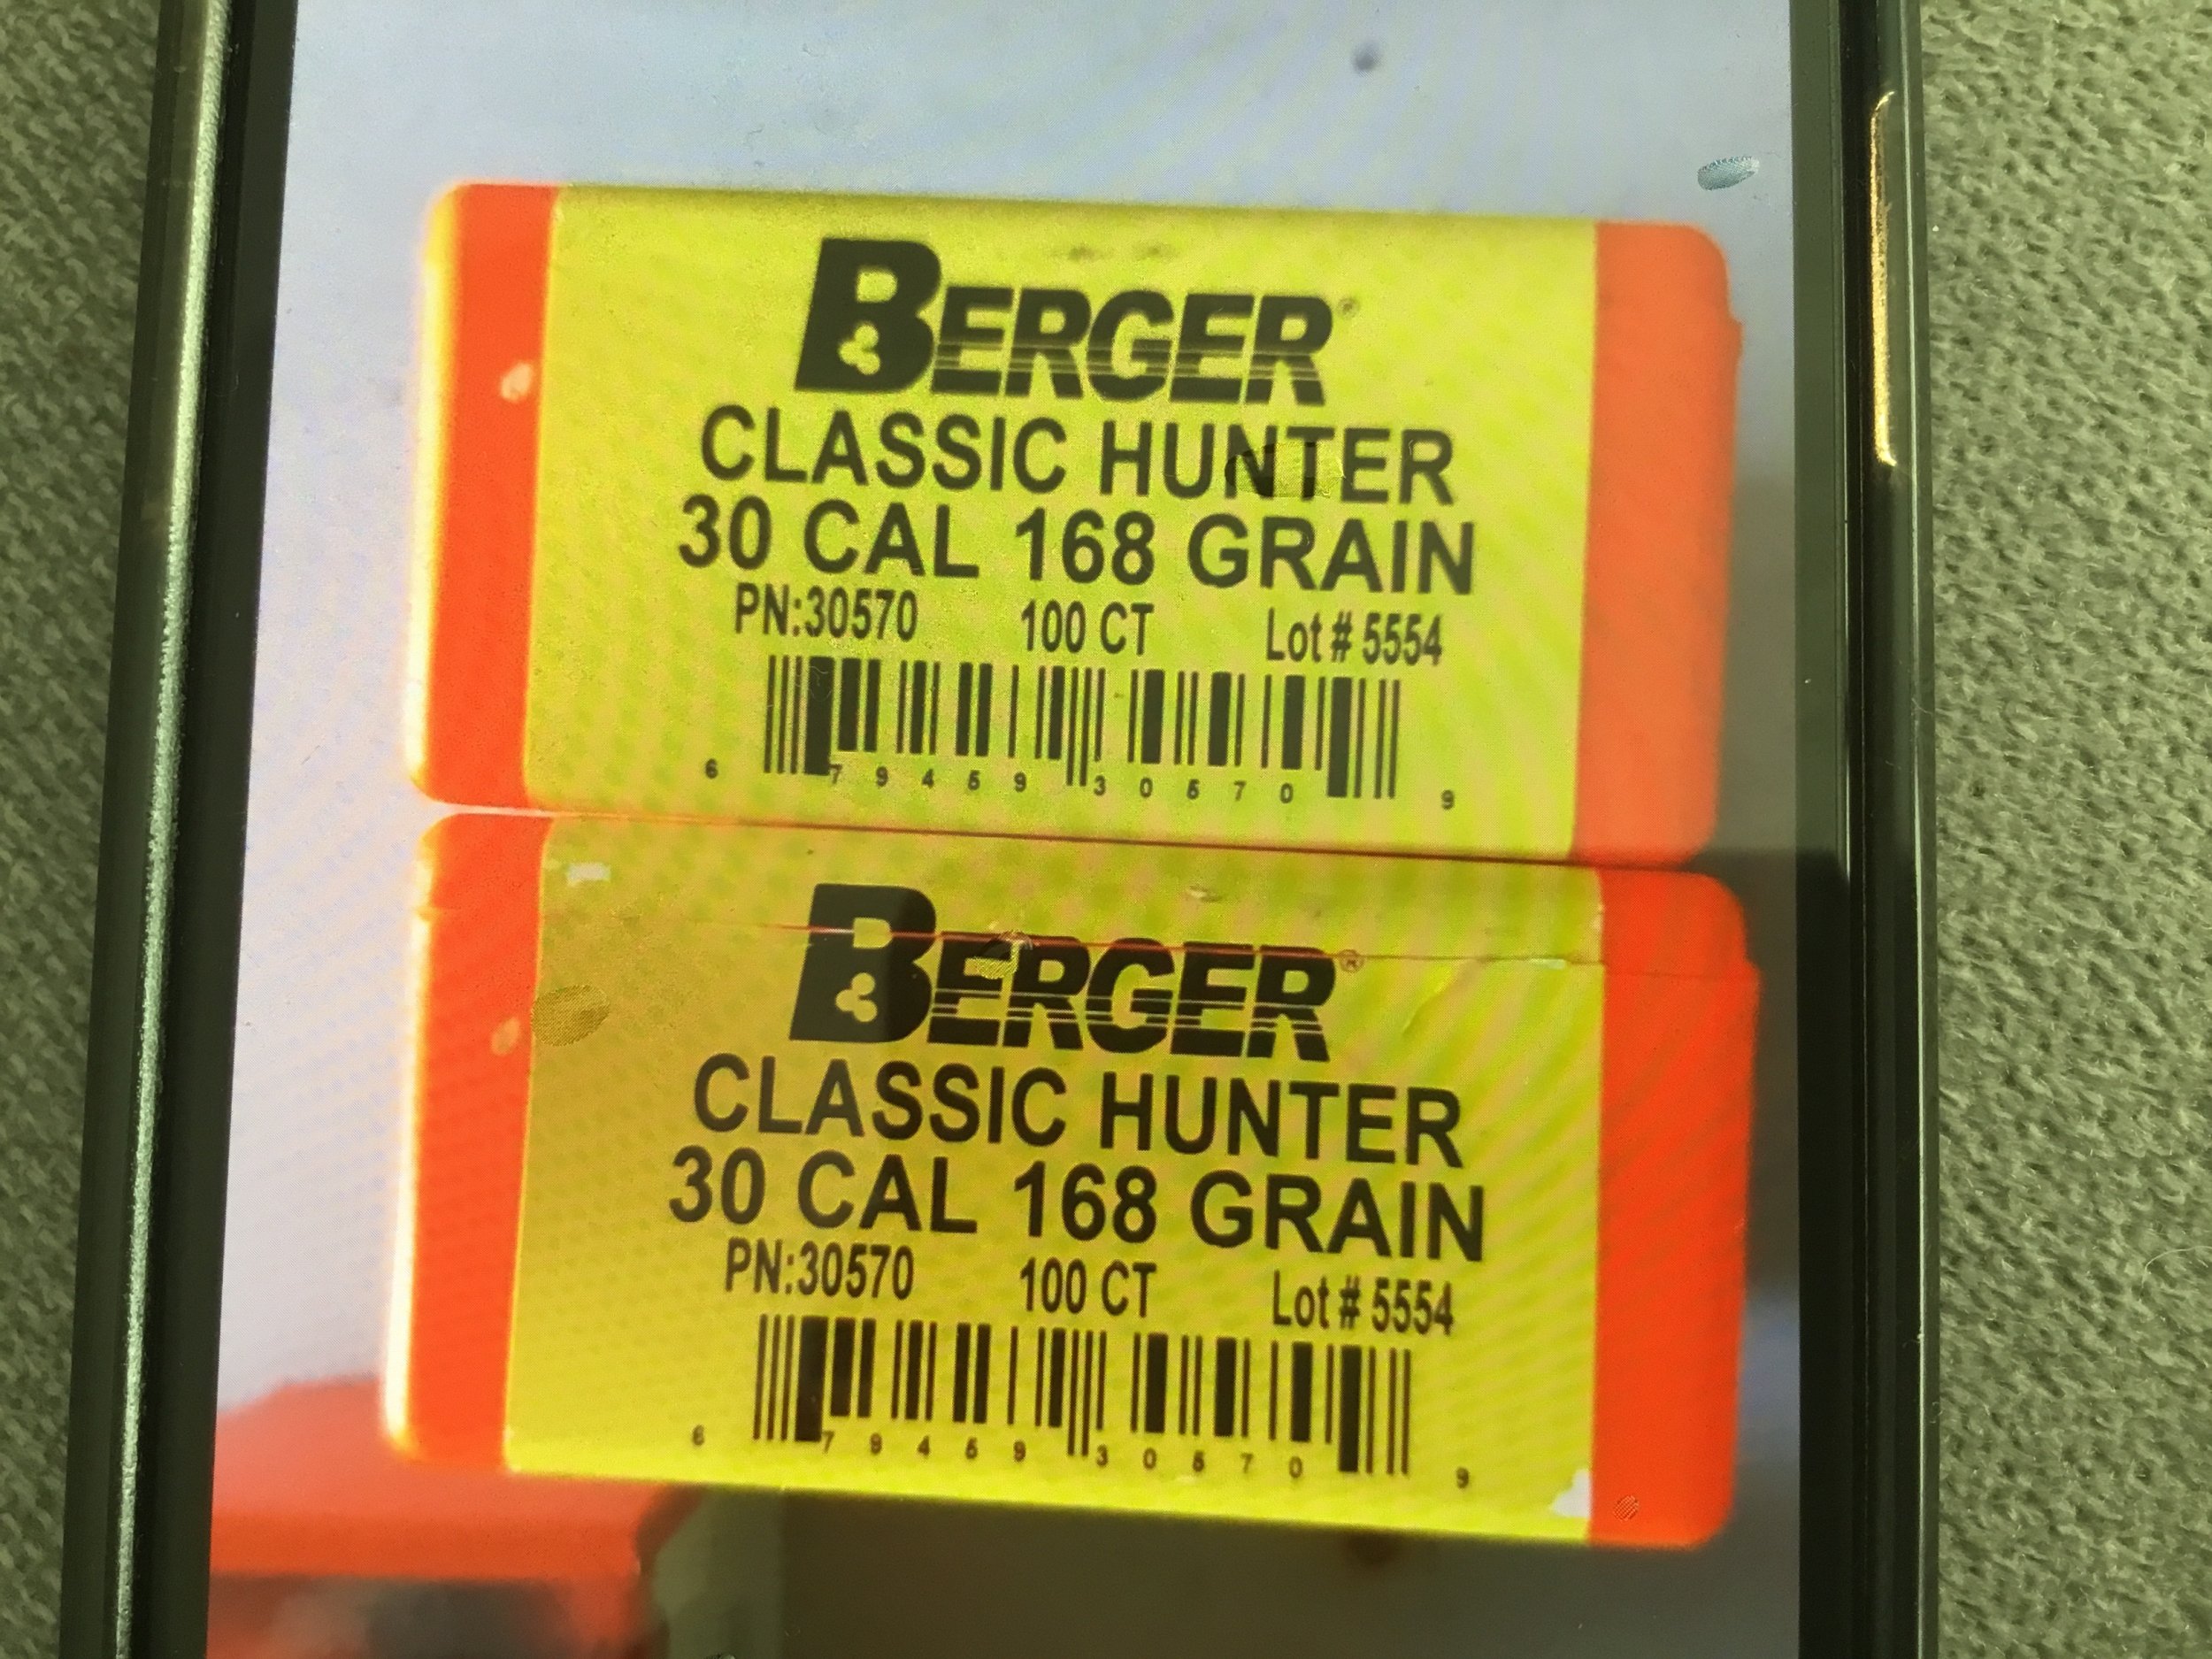 BERGER®
CLASSIC HUNTER
30 CAL 168 GRAIN
PN:30570 100 CT Lot # 5554
6 79459 30570 9
BERGER®
CLASSIC HUNTER
30 CAL 168 GRAIN
PN:30570 100 CT Lot # 5554
6 79459 30570 9